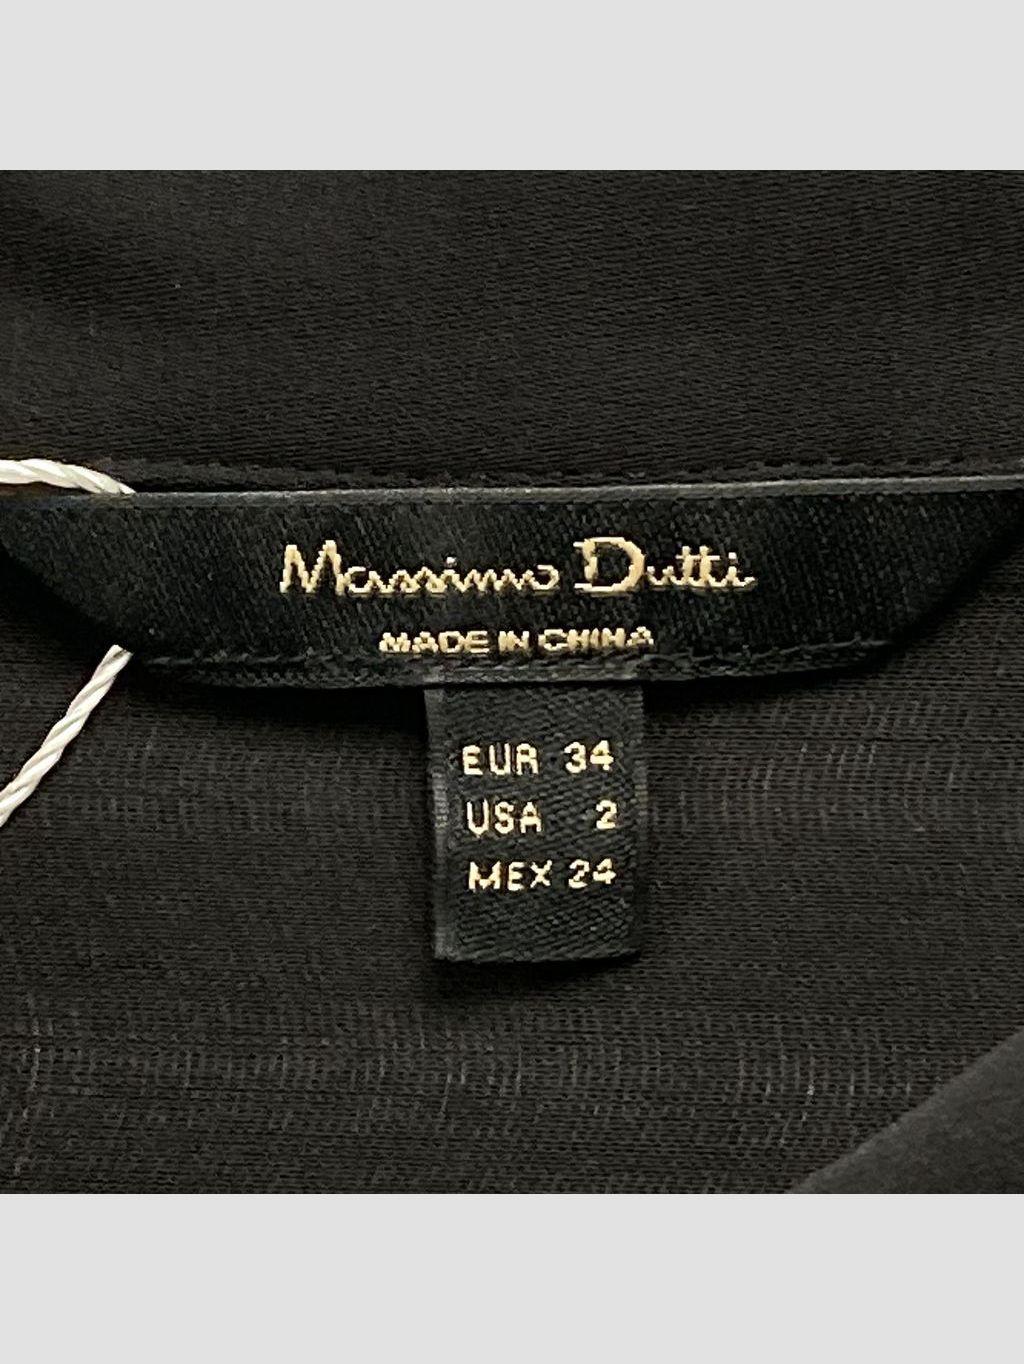 Massimo Dutti
MADE IN CHINA
EUR 34
USA 2
MEX 24